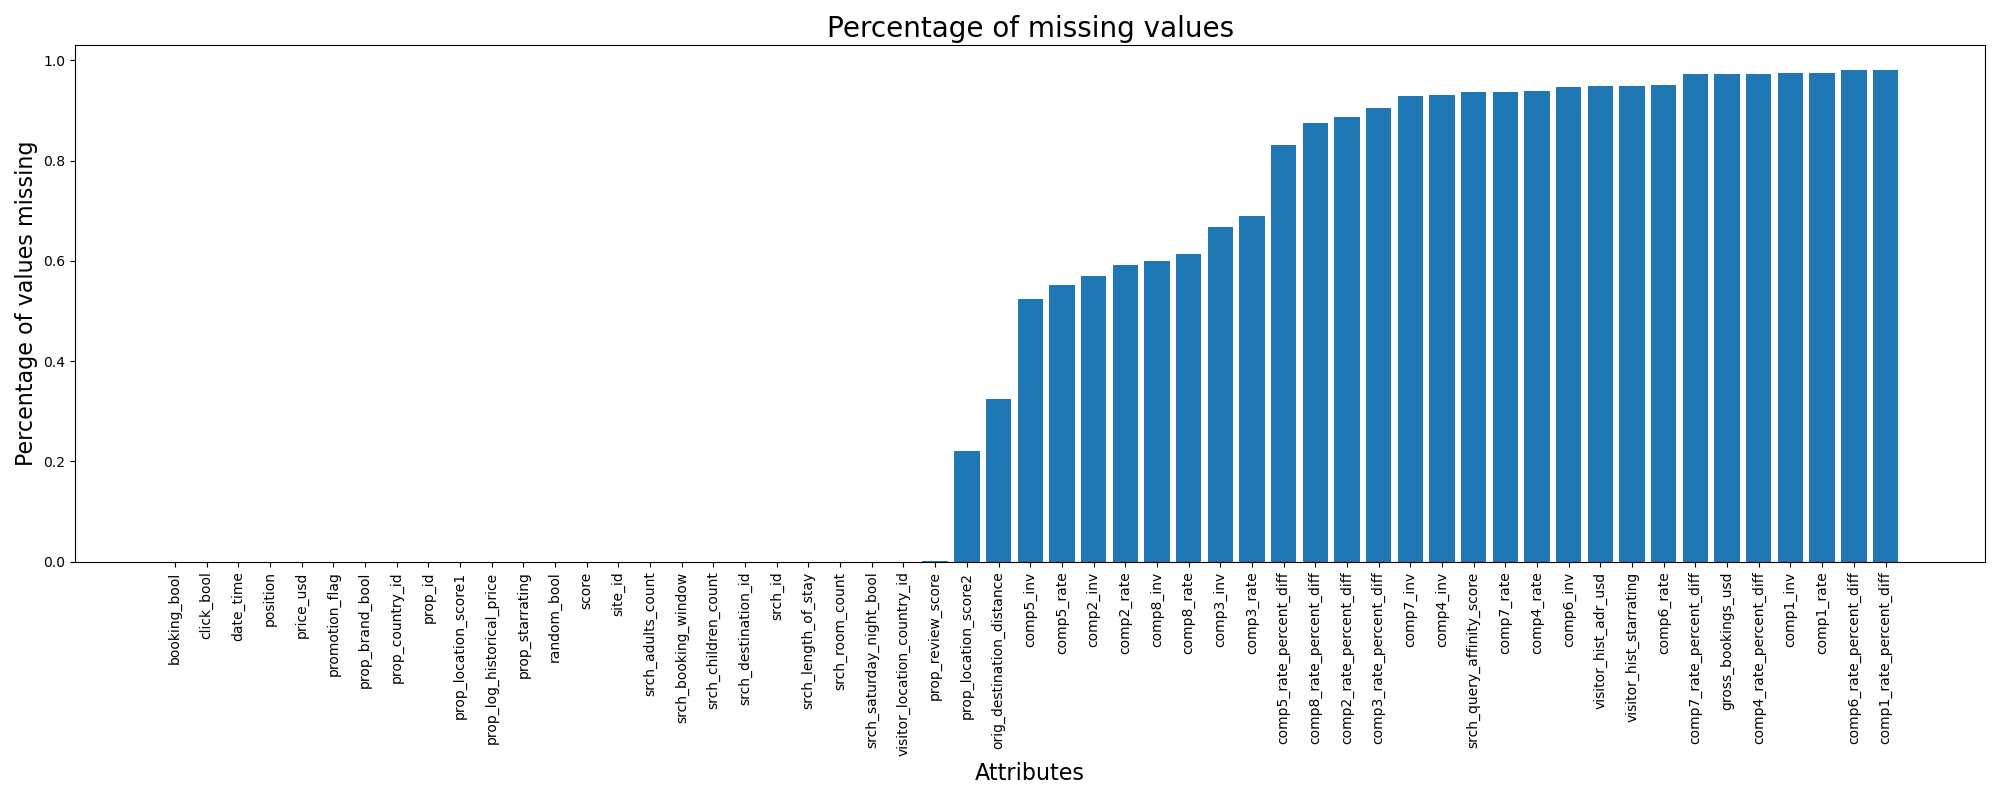 Percentage of missing values
Percentage of values missing
1.0
0.8
0.6
0.4
0.2
0.0
booking_bool
click_bool
date_time
position
price_usd
promotion_flag
prop_brand_bool
prop_country_id
prop_id
prop_location_score1
prop_log_historical_price
prop_starrating
random_bool
score
site_id
srch_adults_count
srch_booking_window
srch_children_count
srch_destination_id
srch_id
srch_length_of_stay
srch_room_count
srch_saturday_night_bool
visitor_location_country_id
prop_review_score
prop_location_score2
orig_destination_distance
comp5_inv
comp5_rate
comp2_inv
comp2_rate
comp8_inv
comp8_rate
comp3_inv
comp3_rate
comp5_rate_percent_diff
comp8_rate_percent_diff
comp2_rate_percent_diff
comp3_rate_percent_diff
comp7_inv
comp4_inv
srch_query_affinity_score
comp7_rate
comp4_rate
comp6_inv
visitor_hist_adr_usd
visitor_hist_starrating
comp6_rate
comp7_rate_percent_diff
gross_bookings_usd
comp4_rate_percent_diff
comp1_inv
comp1_rate
comp6_rate_percent_diff
comp1_rate_percent_diff
Attributes